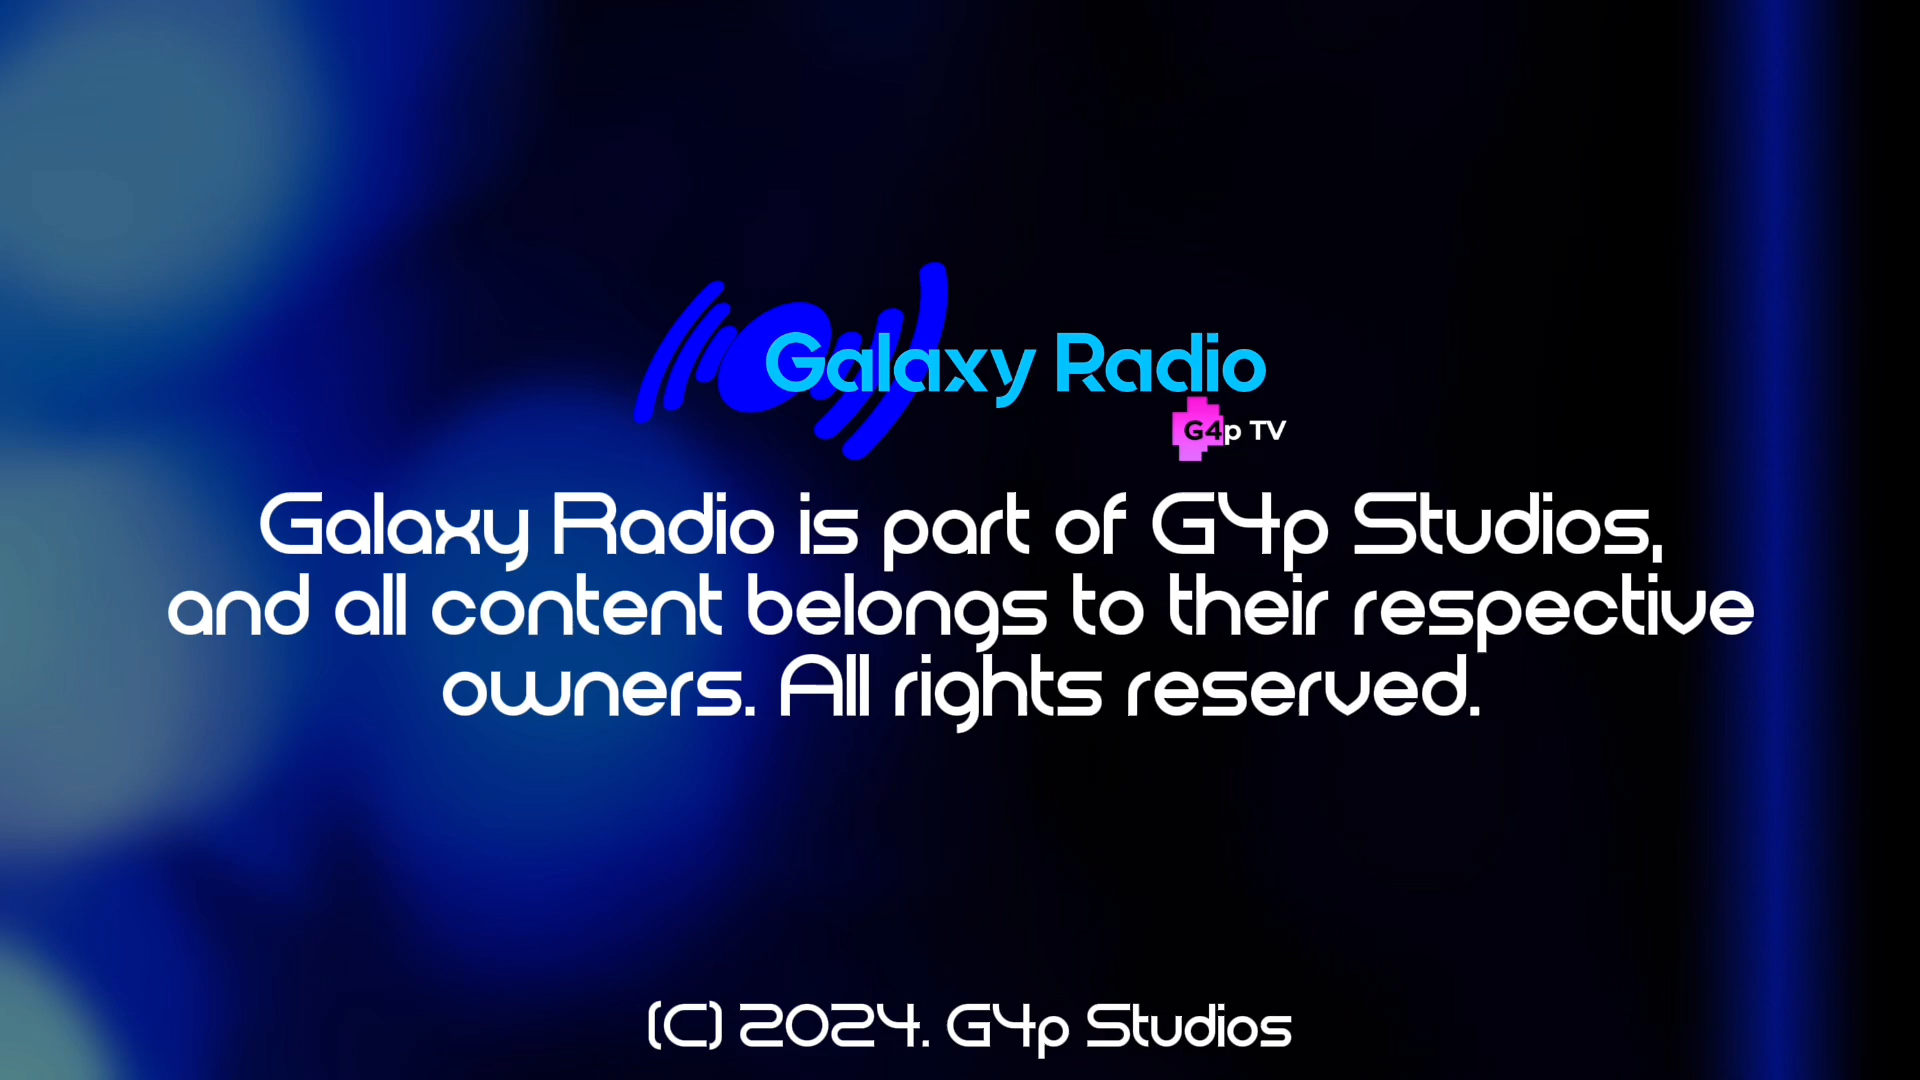 Galaxy Radio
G4p TV
Galaxy Radio is part of G4p Studios,
and all content belongs to their respective
owners. All rights reserved.
(C) 2024. G4p Studios